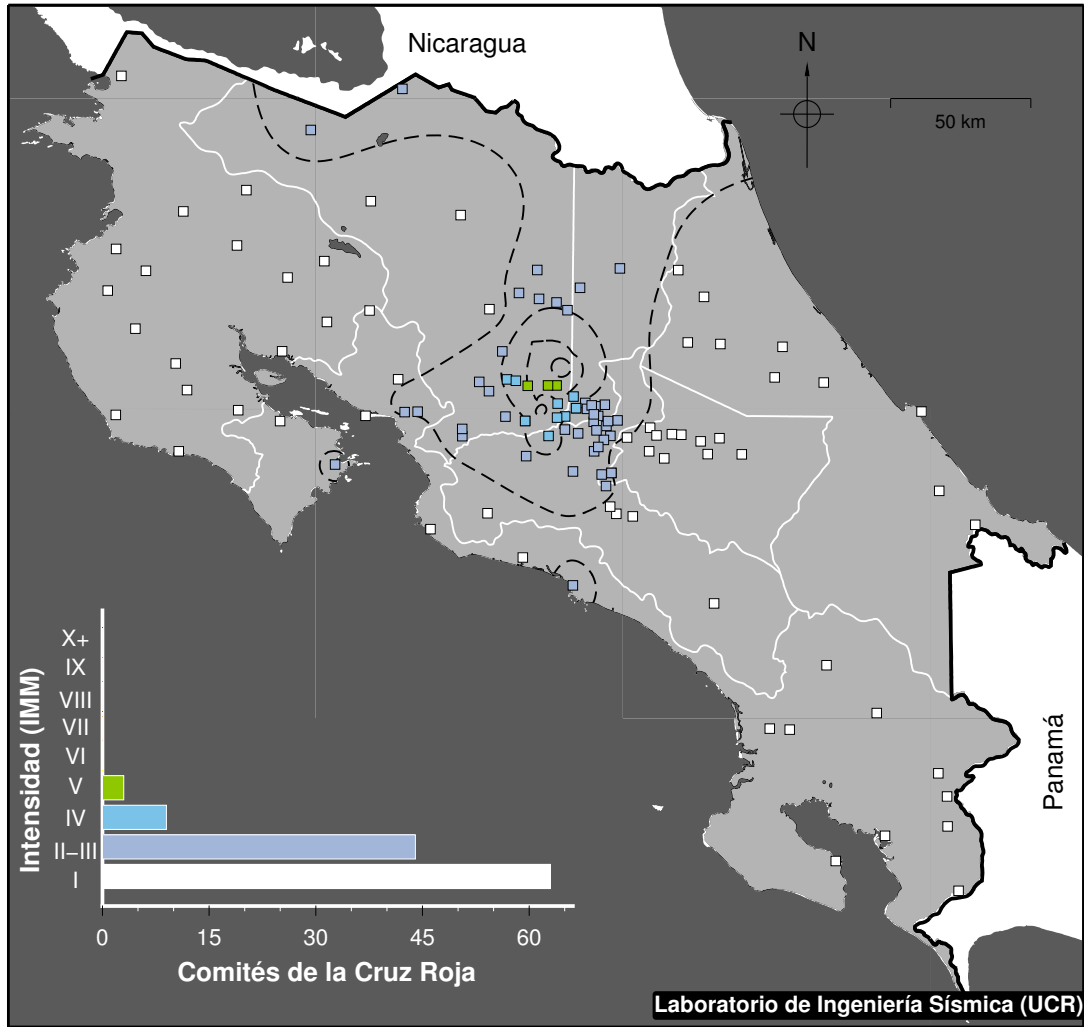 Nicaragua
N
50 km
Panamá
Intensidad (IMM)
X+
IX
VIII
VII
VI
V
IV
II–III
I
0 15 30 45 60
Comités de la Cruz Roja
Laboratorio de Ingeniería Sísmica (UCR)